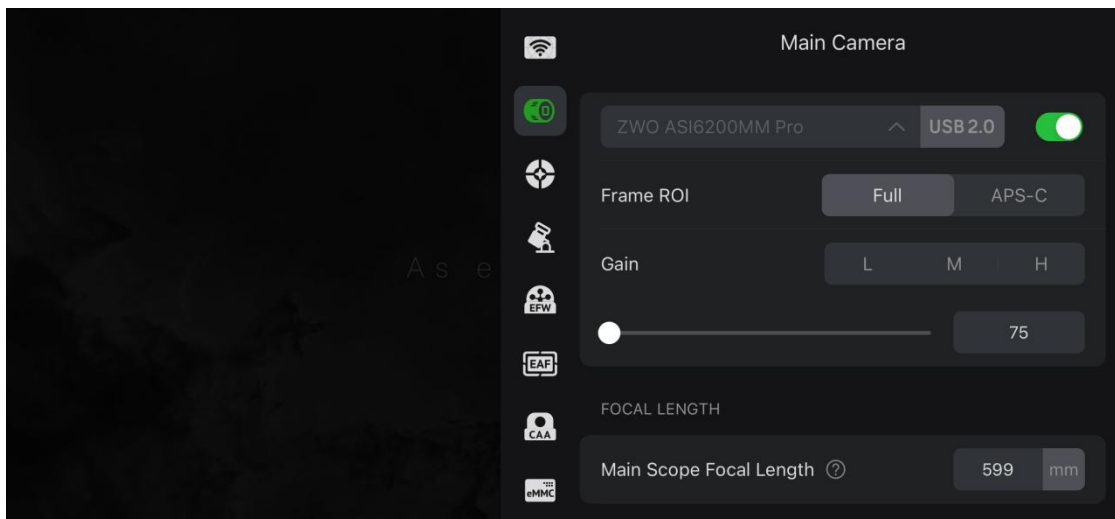 Main Camera
ZWO ASI6200MM Pro USB 2.0
Frame ROI Full APS-C
As e
Gain L M H
EFW
75
EAF
FOCAL LENGTH
CAA
Main Scope Focal Length ? 599 mm
eMMC